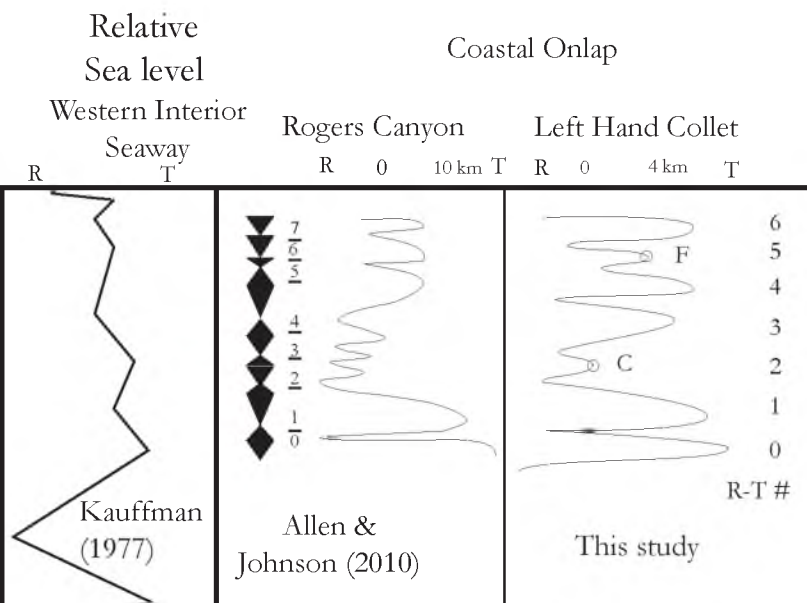 Relative
Sea level
Western Interior
Seaway
R T
Coastal Onlap
Rogers Canyon
R 0 10 km T
Left Hand Collet
R 0 4 km T
7
6
5
4
3
2
1
0
6
F 5
4
3
C 2
1
0
R-T #
Kauffman
(1977)
Allen &
Johnson (2010)
This study